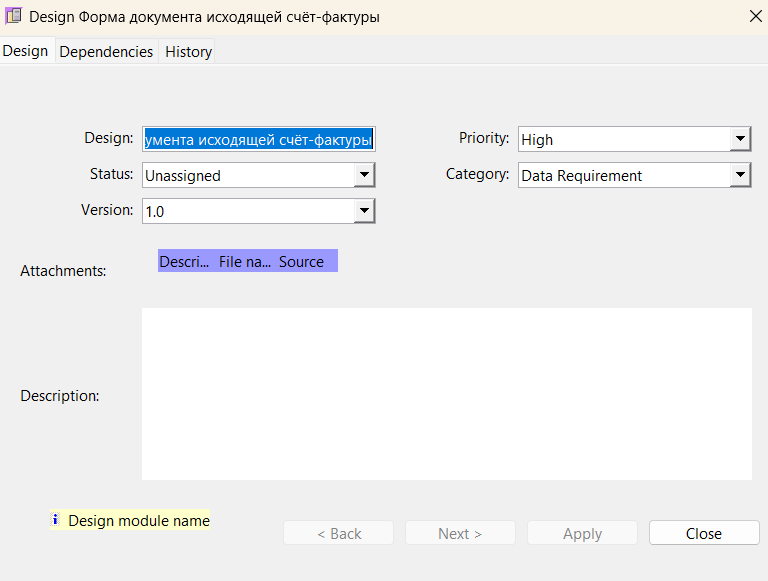 Design Форма документа исходящей счёт-фактуры
Design Dependencies History
Design: умента исходящей счёт-фактуры Priority: High
Status: Unassigned Category: Data Requirement
Version: 1.0
Attachments: Descri... File na... Source
Description:
Design module name
< Back Next > Apply Close